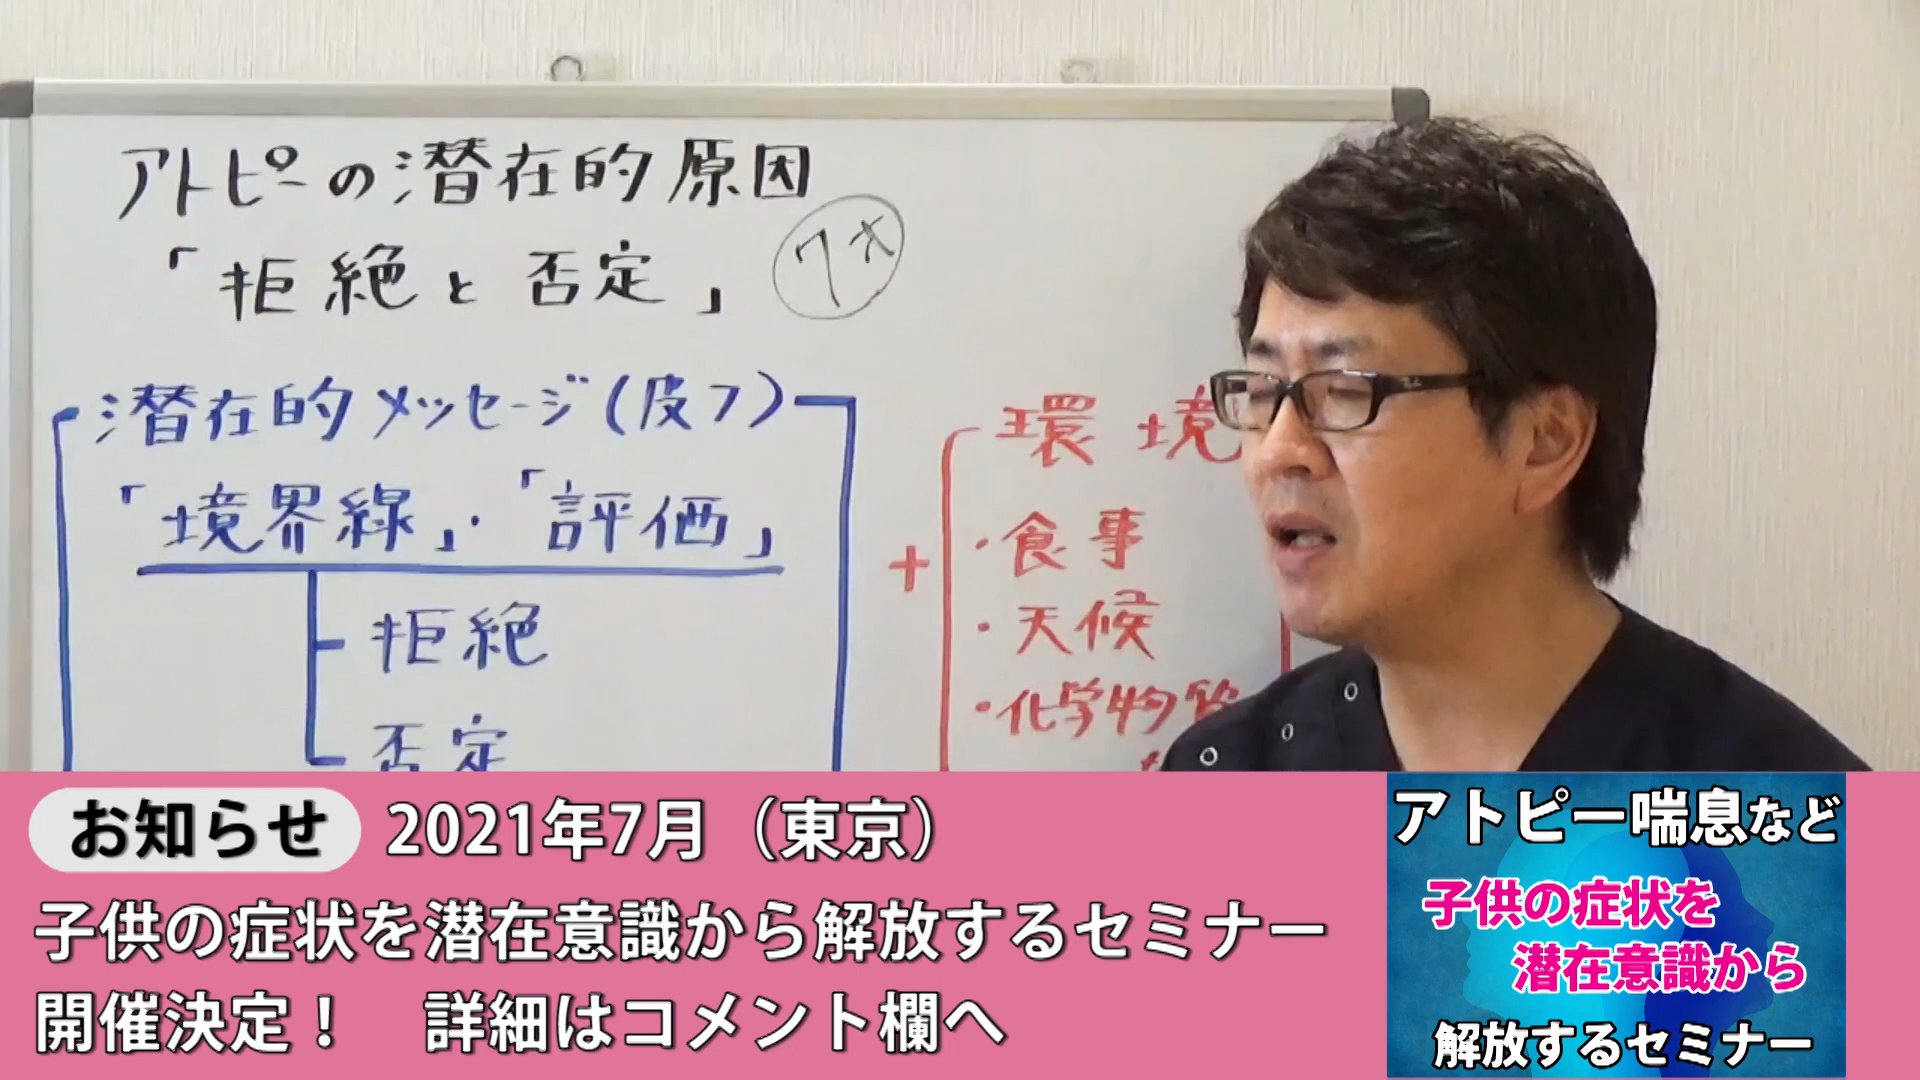 アトピーの潜在的原因
「拒絶と否定」
7才
潜在的メッセージ(皮フ)
「境界線」・「評価」
拒絶
否定
+
環境
・食事
・天候
・化学物質
お知らせ 2021年7月（東京）
子供の症状を潜在意識から解放するセミナー
開催決定！ 詳細はコメント欄へ
アトピー喘息など
子供の症状を
潜在意識から
解放するセミナー